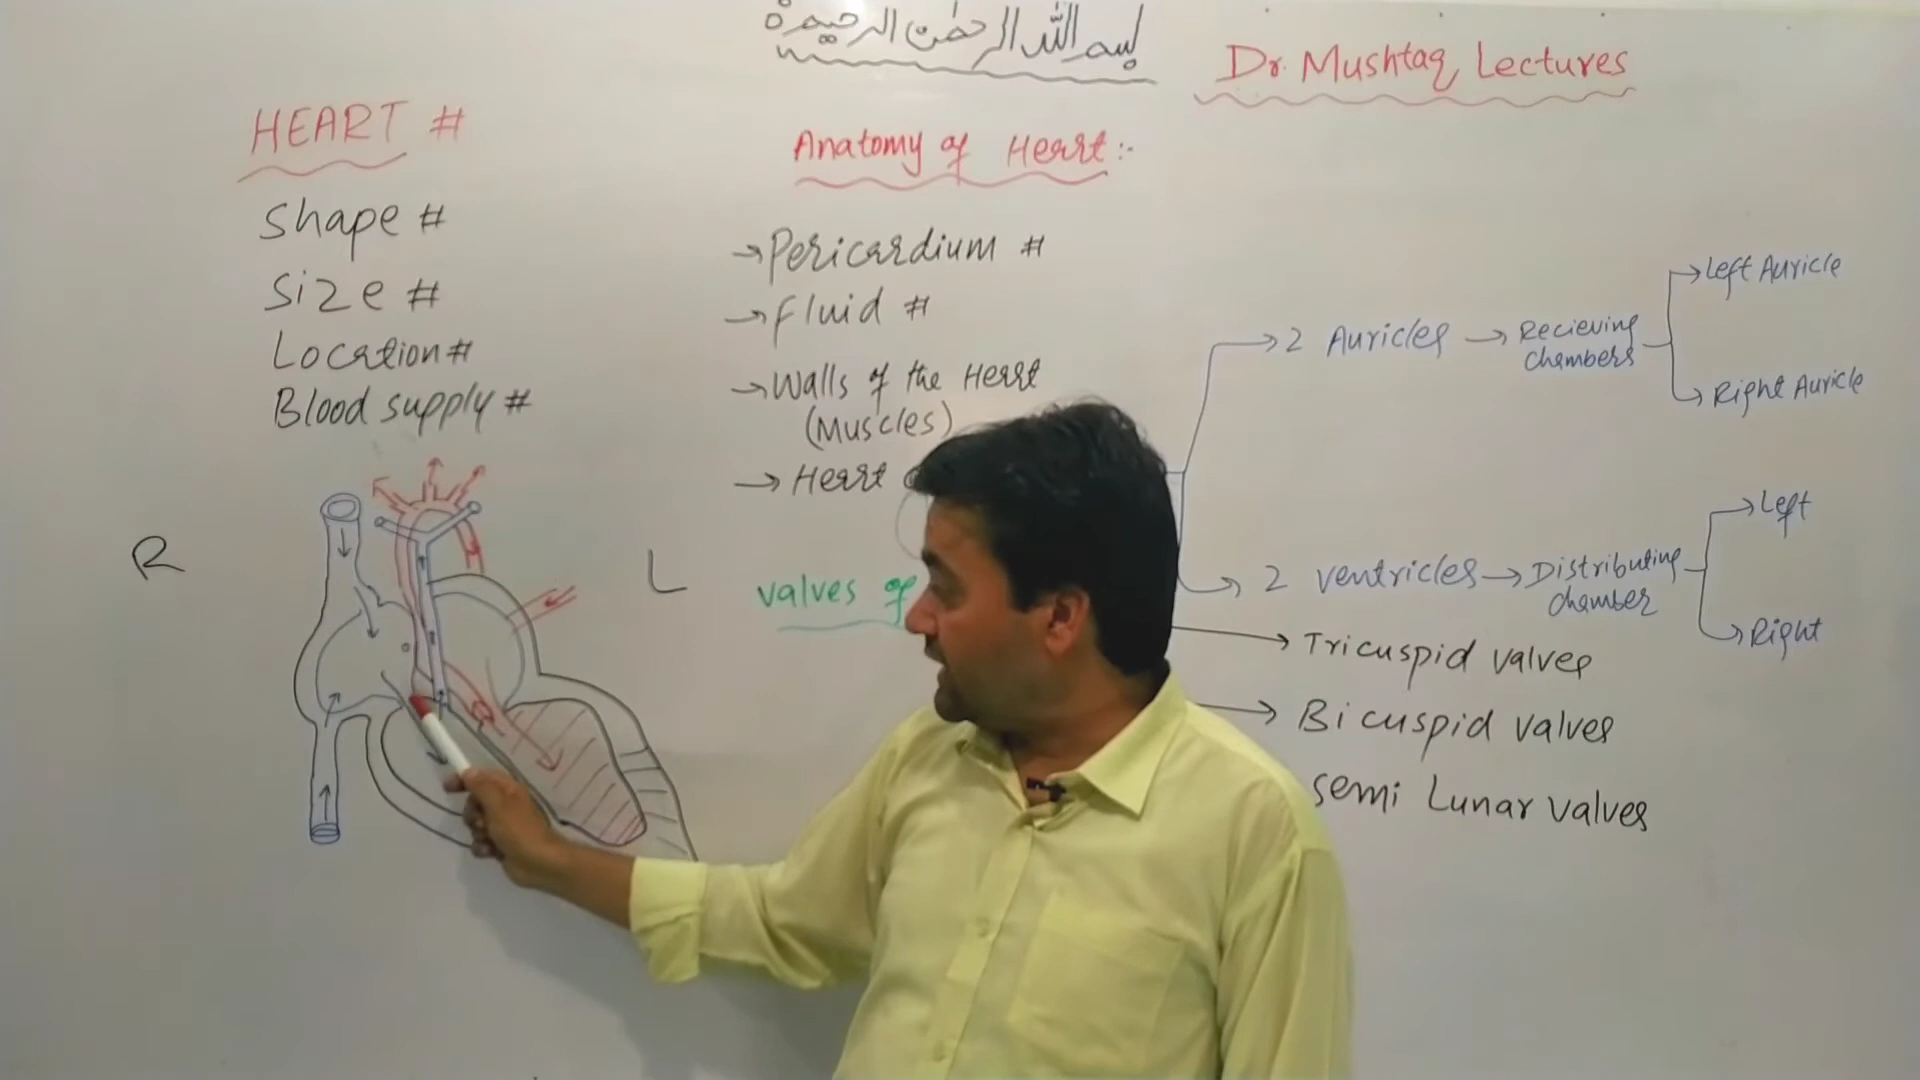 بسم الله الرحمن الرحيم
Dr. Mushtaq Lectures
HEART #
Shape #
Size #
Location #
Blood supply #
R
L
Anatomy of Heart:-
→Pericardium #
→Fluid #
→Walls of the Heart
(Muscles)
→Heart
valves of
→2 Auricles →Recieving
chambers
→Left Auricle
→Right Auricle
→2 ventricles→Distributing
chamber
→Left
→Right
→Tricuspid valves
→Bicuspid valves
Semi Lunar valves